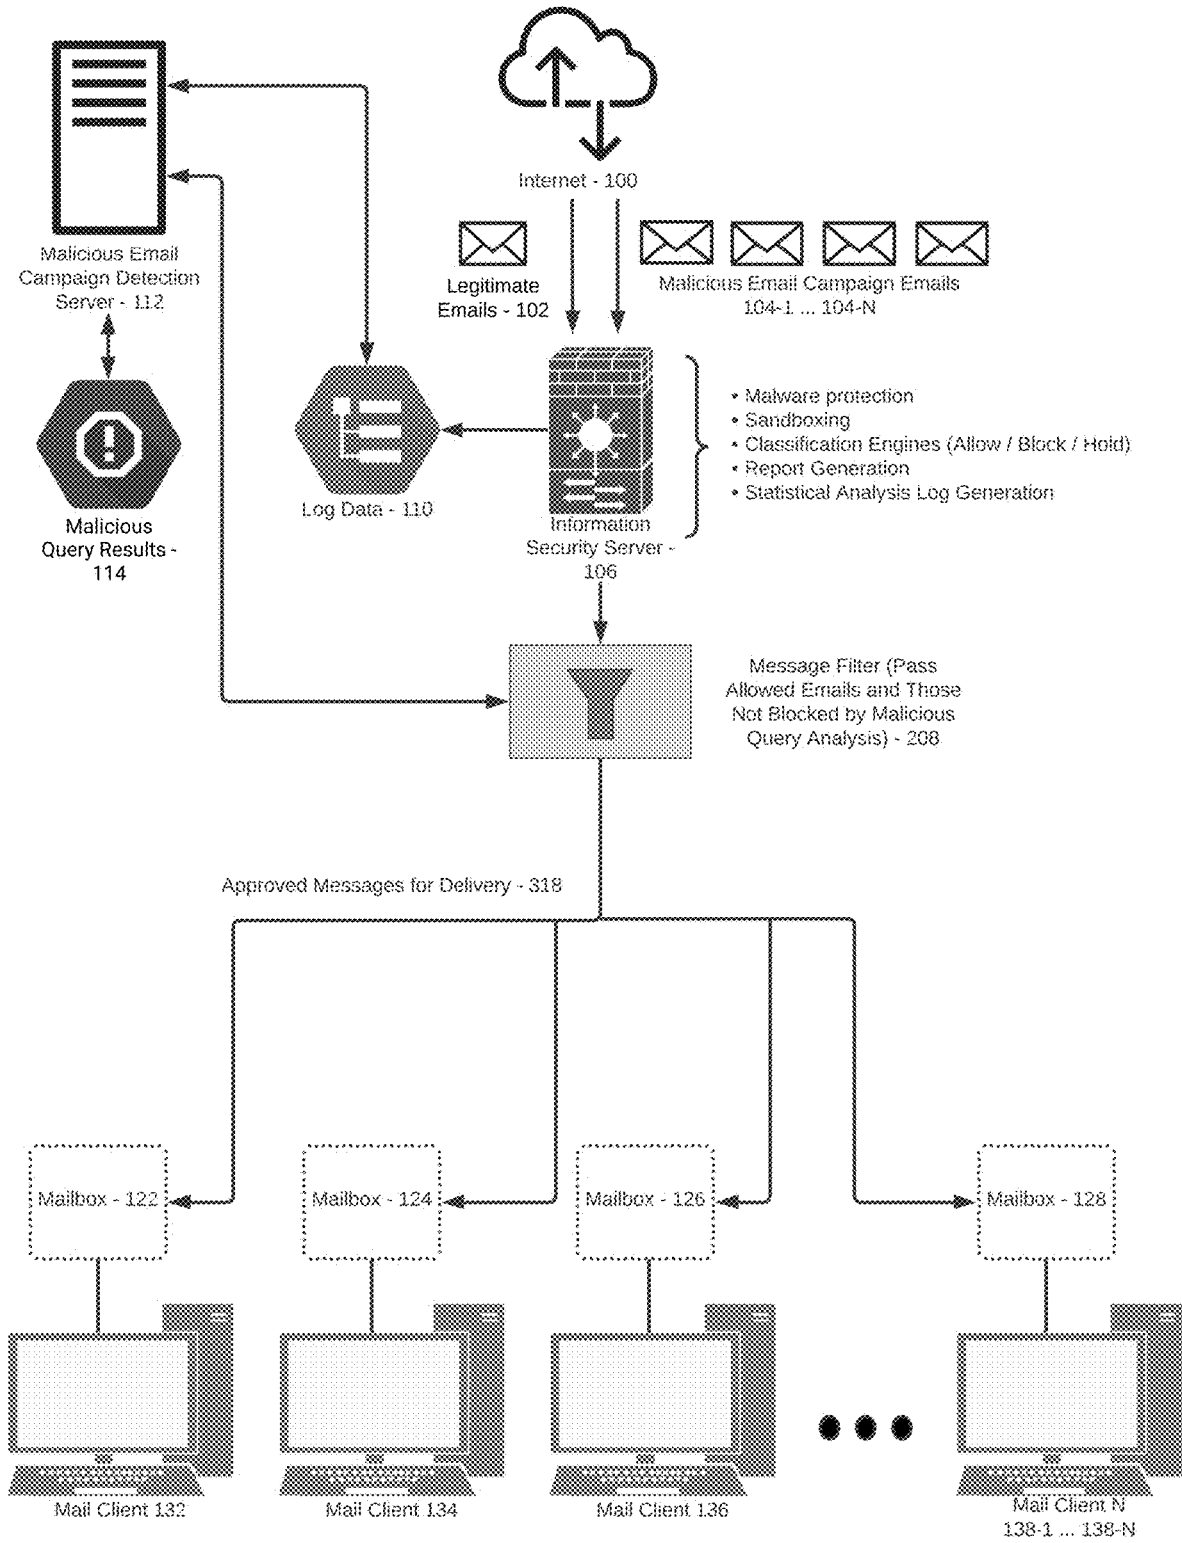 Internet - 100
Malicious Email
Campaign Detection
Server - 112
Legitimate
Emails - 102
Malicious Email Campaign Emails
104-1 ... 104-N
• Malware protection
• Sandboxing
• Classification Engines (Allow / Block / Hold)
• Report Generation
• Statistical Analysis Log Generation
Log Data - 110
Malicious
Query Results -
114
Information
Security Server -
106
Message Filter (Pass
Allowed Emails and Those
Not Blocked by Malicious
Query Analysis) - 208
Approved Messages for Delivery - 318
Mailbox - 122
Mailbox - 124
Mailbox - 126
Mailbox - 128
Mail Client 132
Mail Client 134
Mail Client 136
Mail Client N
138-1 ... 138-N